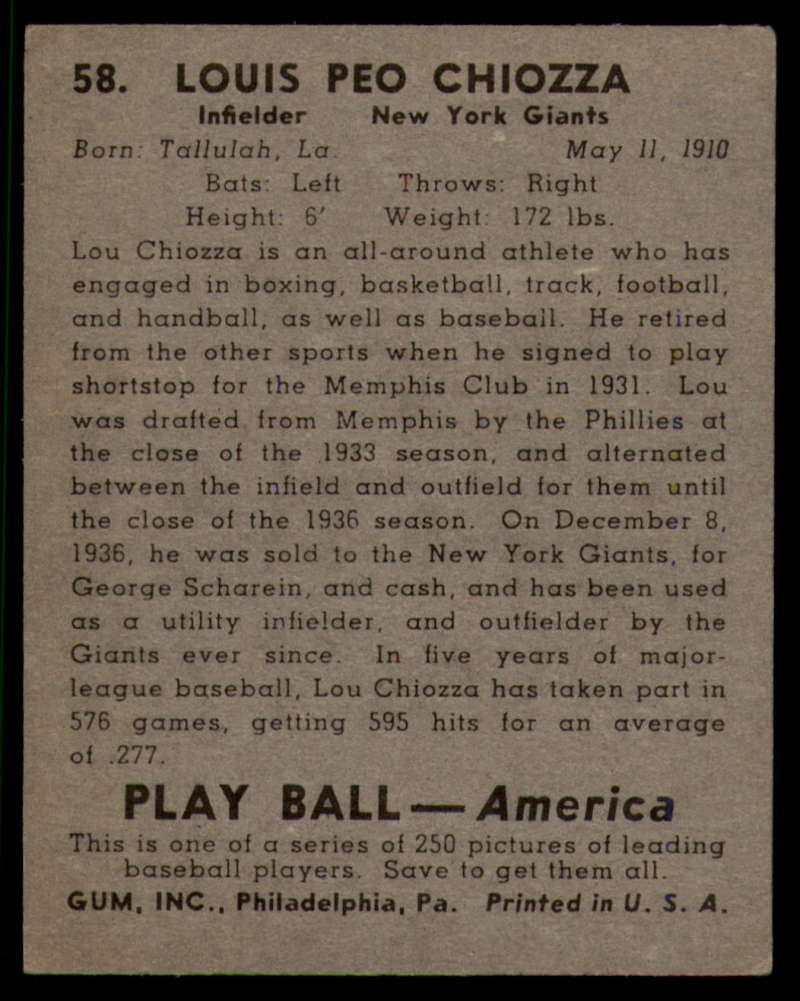 58. LOUIS PEO CHIOZZA
Infielder New York Giants
Born: Tallulah, La. May 11, 1910
Bats: Left Throws: Right
Height: 6' Weight: 172 lbs.
Lou Chiozza is an all-around athlete who has
engaged in boxing, basketball, track, football,
and handball, as well as baseball. He retired
from the other sports when he signed to play
shortstop for the Memphis Club in 1931. Lou
was drafted from Memphis by the Phillies at
the close of the 1933 season, and alternated
between the infield and outfield for them until
the close of the 1936 season. On December 8,
1936, he was sold to the New York Giants, for
George Scharein, and cash, and has been used
as a utility infielder, and outfielder by the
Giants ever since. In five years of major-
league baseball, Lou Chiozza has taken part in
576 games, getting 595 hits for an average
of .277.
PLAY BALL—America
This is one of a series of 250 pictures of leading
baseball players. Save to get them all.
GUM, INC., Philadelphia, Pa. Printed in U. S. A.